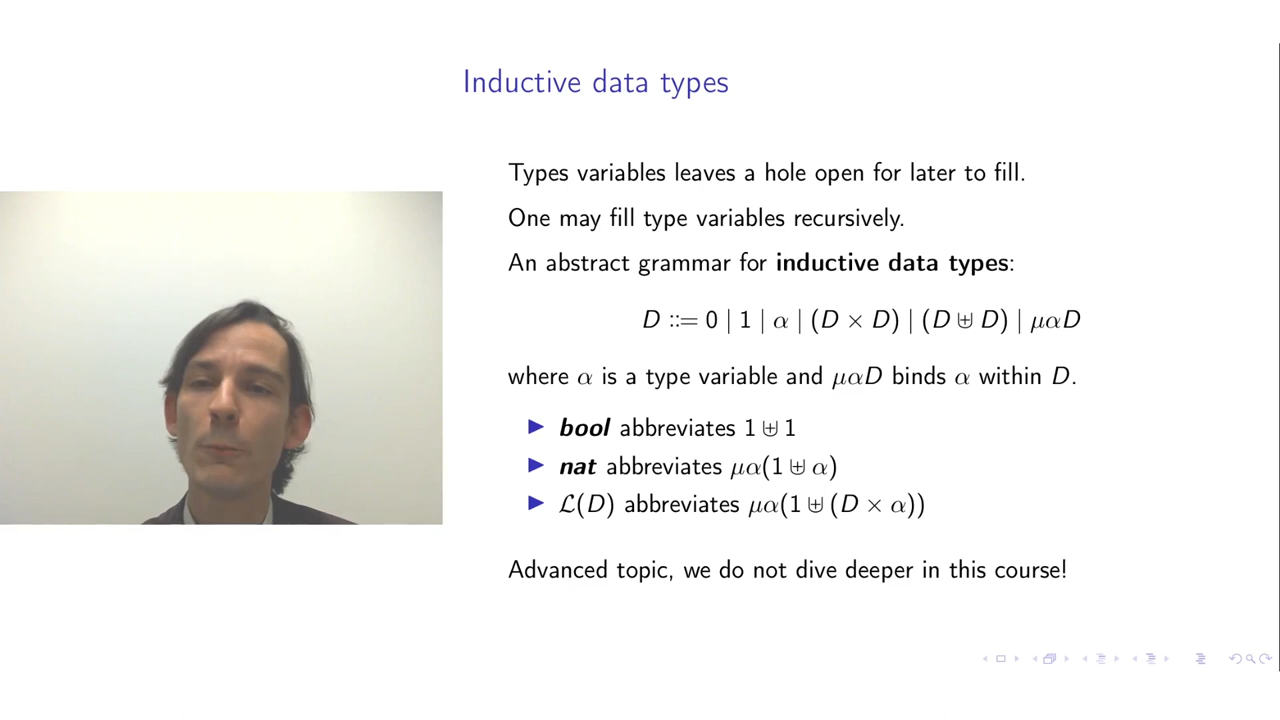 Inductive data types
Types variables leaves a hole open for later to fill.
One may fill type variables recursively.
An abstract grammar for inductive data types:
D ::= 0 | 1 | α | (D × D) | (D ⊎ D) | μαD
where α is a type variable and μαD binds α within D.
▶ bool abbreviates 1 ⊎ 1
▶ nat abbreviates μα(1 ⊎ α)
▶ ℒ(D) abbreviates μα(1 ⊎ (D × α))
Advanced topic, we do not dive deeper in this course!